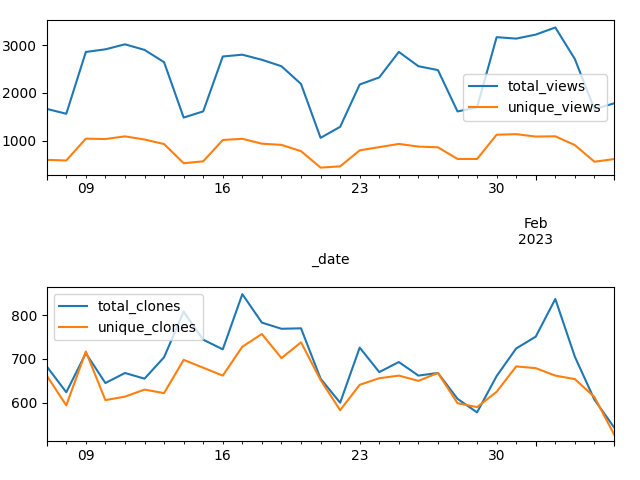 3000
2000
1000
total_views
unique_views
09
16
23
30
Feb
2023
_date
800
700
600
total_clones
unique_clones
09
16
23
30